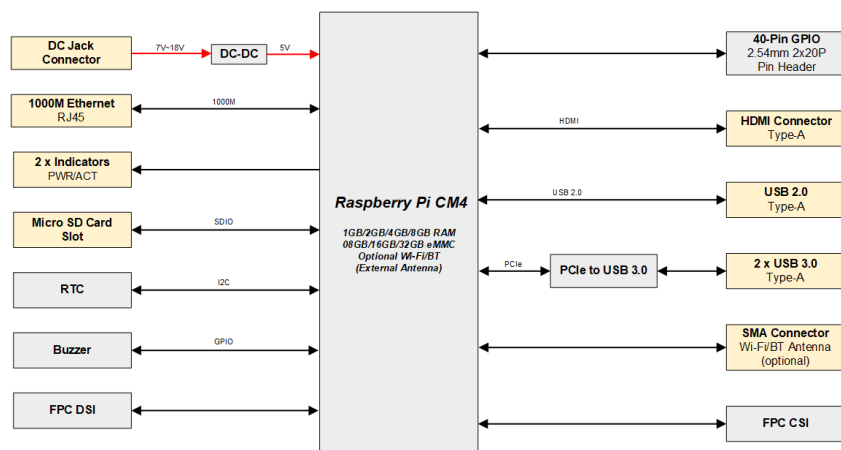 DC Jack
Connector
7V~18V
DC-DC
5V
1000M Ethernet
RJ45
1000M
2 x Indicators
PWR/ACT
Micro SD Card
Slot
SDIO
RTC
I2C
Buzzer
GPIO
FPC DSI
Raspberry Pi CM4
1GB/2GB/4GB/8GB RAM
08GB/16GB/32GB eMMC
Optional Wi-Fi/BT
(External Antenna)
40-Pin GPIO
2.54mm 2x20P
Pin Header
HDMI
HDMI Connector
Type-A
USB 2.0
USB 2.0
Type-A
PCIe
PCIe to USB 3.0
2 x USB 3.0
Type-A
SMA Connector
Wi-Fi/BT Antenna
(optional)
FPC CSI